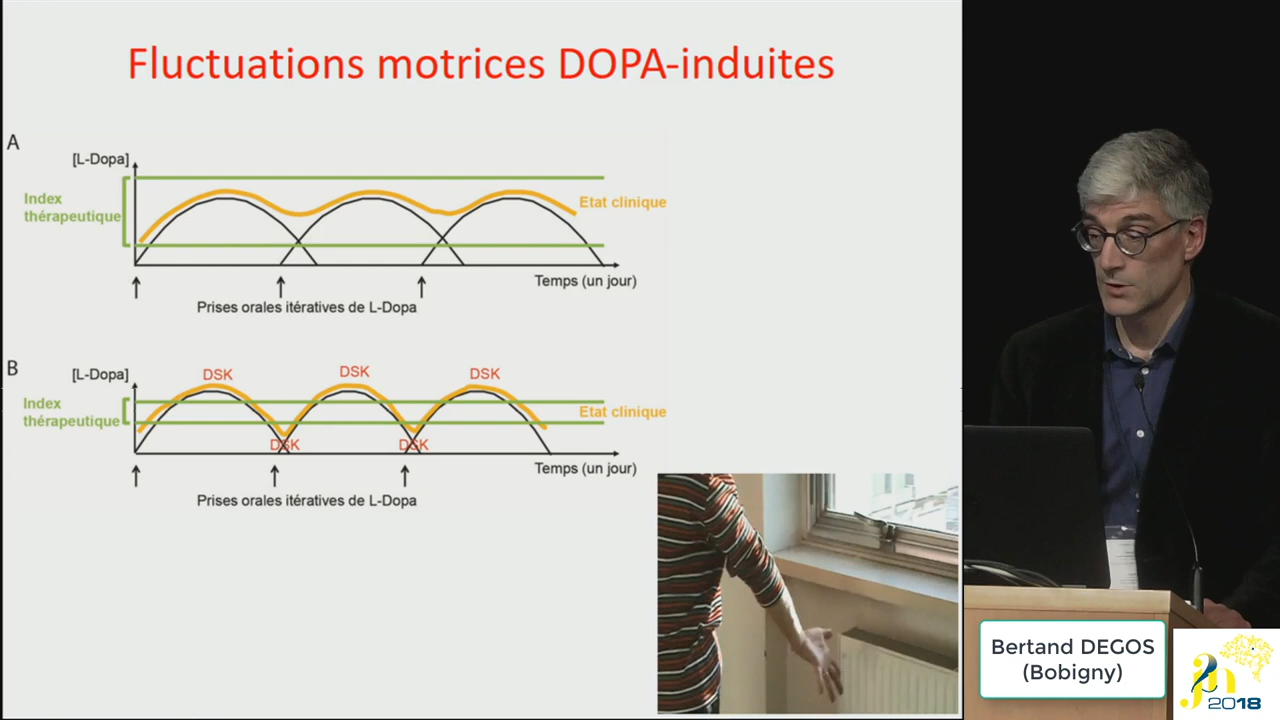 Fluctuations motrices DOPA-induites
A
[L-Dopa]
Index
thérapeutique
Etat clinique
Temps (un jour)
Prises orales itératives de L-Dopa
B
[L-Dopa]
DSK
DSK
DSK
Index
thérapeutique
Etat clinique
DSK
DSK
Temps (un jour)
Prises orales itératives de L-Dopa
Bertand DEGOS
(Bobigny)
2018